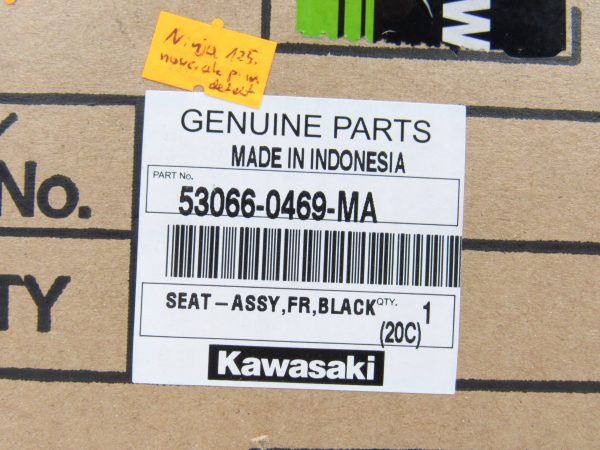 W
Ninja 125.
GENUINE PARTS
MADE IN INDONESIA
PART No.
53066-0469-MA
No.
SEAT-ASSY,FR,BLACK QTY. 1
(20C)
TY
Kawasaki